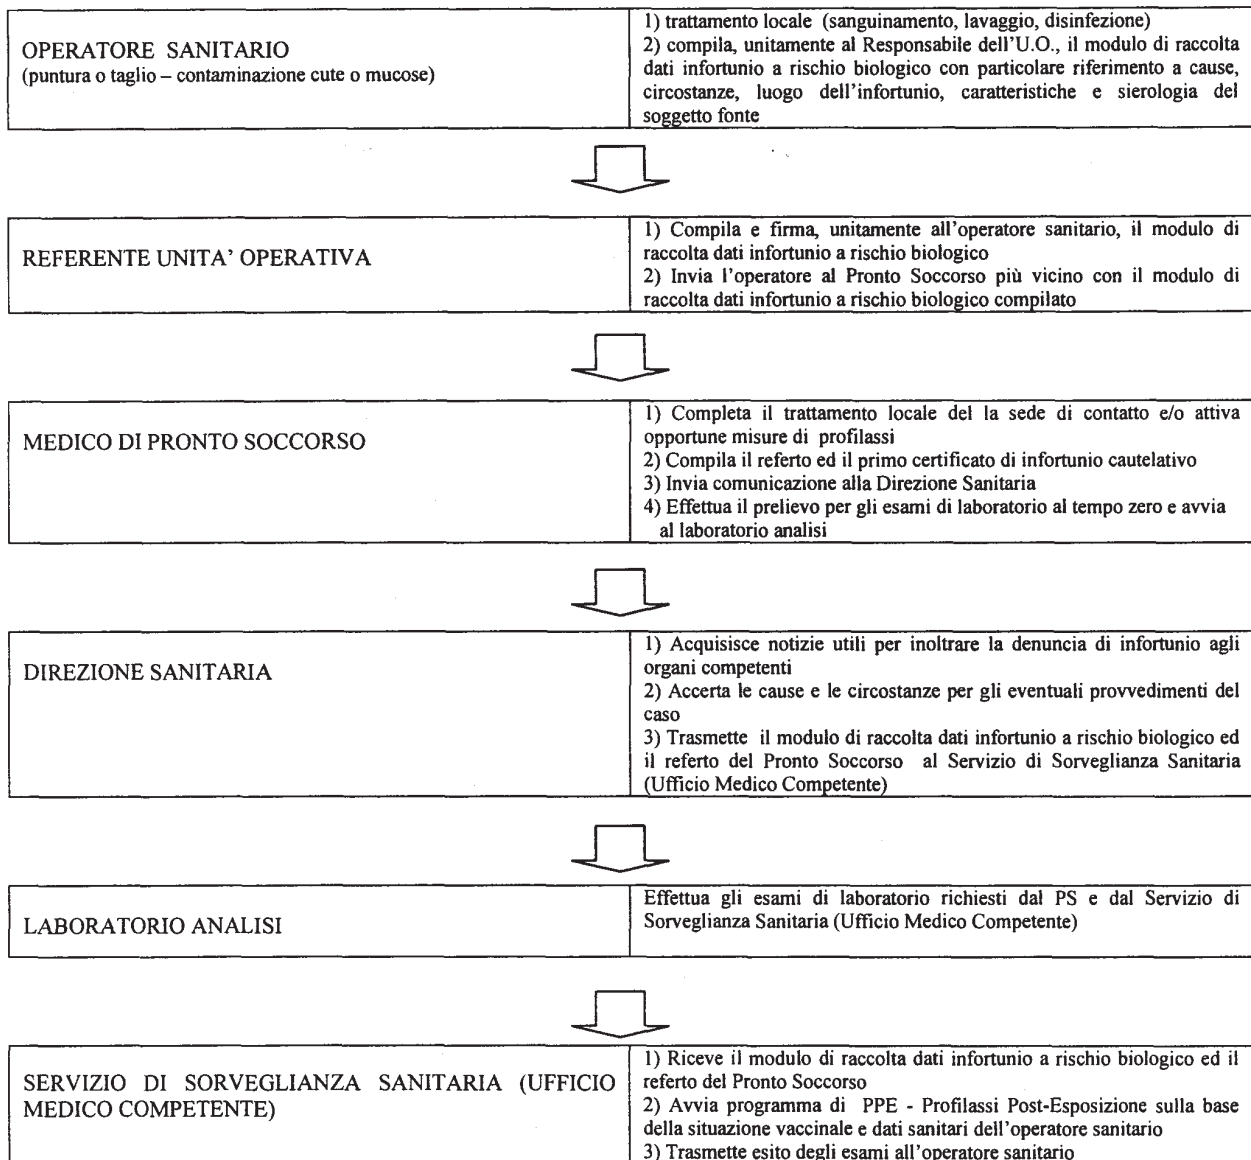 OPERATORE SANITARIO
(puntura o taglio – contaminazione cute o mucose)
1) trattamento locale (sanguinamento, lavaggio, disinfezione)
2) compila, unitamente al Responsabile dell'U.O., il modulo di raccolta
dati infortunio a rischio biologico con particolare riferimento a cause,
circostanze, luogo dell'infortunio, caratteristiche e sierologia del
soggetto fonte
REFERENTE UNITA' OPERATIVA
1) Compila e firma, unitamente all'operatore sanitario, il modulo di
raccolta dati infortunio a rischio biologico
2) Invia l'operatore al Pronto Soccorso più vicino con il modulo di
raccolta dati infortunio a rischio biologico compilato
MEDICO DI PRONTO SOCCORSO
1) Completa il trattamento locale del la sede di contatto e/o attiva
opportune misure di profilassi
2) Compila il referto ed il primo certificato di infortunio cautelativo
3) Invia comunicazione alla Direzione Sanitaria
4) Effettua il prelievo per gli esami di laboratorio al tempo zero e avvia
al laboratorio analisi
DIREZIONE SANITARIA
1) Acquisisce notizie utili per inoltrare la denuncia di infortunio agli
organi competenti
2) Accerta le cause e le circostanze per gli eventuali provvedimenti del
caso
3) Trasmette il modulo di raccolta dati infortunio a rischio biologico ed
il referto del Pronto Soccorso al Servizio di Sorveglianza Sanitaria
(Ufficio Medico Competente)
LABORATORIO ANALISI
Effettua gli esami di laboratorio richiesti dal PS e dal Servizio di
Sorveglianza Sanitaria (Ufficio Medico Competente)
SERVIZIO DI SORVEGLIANZA SANITARIA (UFFICIO
MEDICO COMPETENTE)
1) Riceve il modulo di raccolta dati infortunio a rischio biologico ed il
referto del Pronto Soccorso
2) Avvia programma di PPE - Profilassi Post-Esposizione sulla base
della situazione vaccinale e dati sanitari dell'operatore sanitario
3) Trasmette esito degli esami all'operatore sanitario